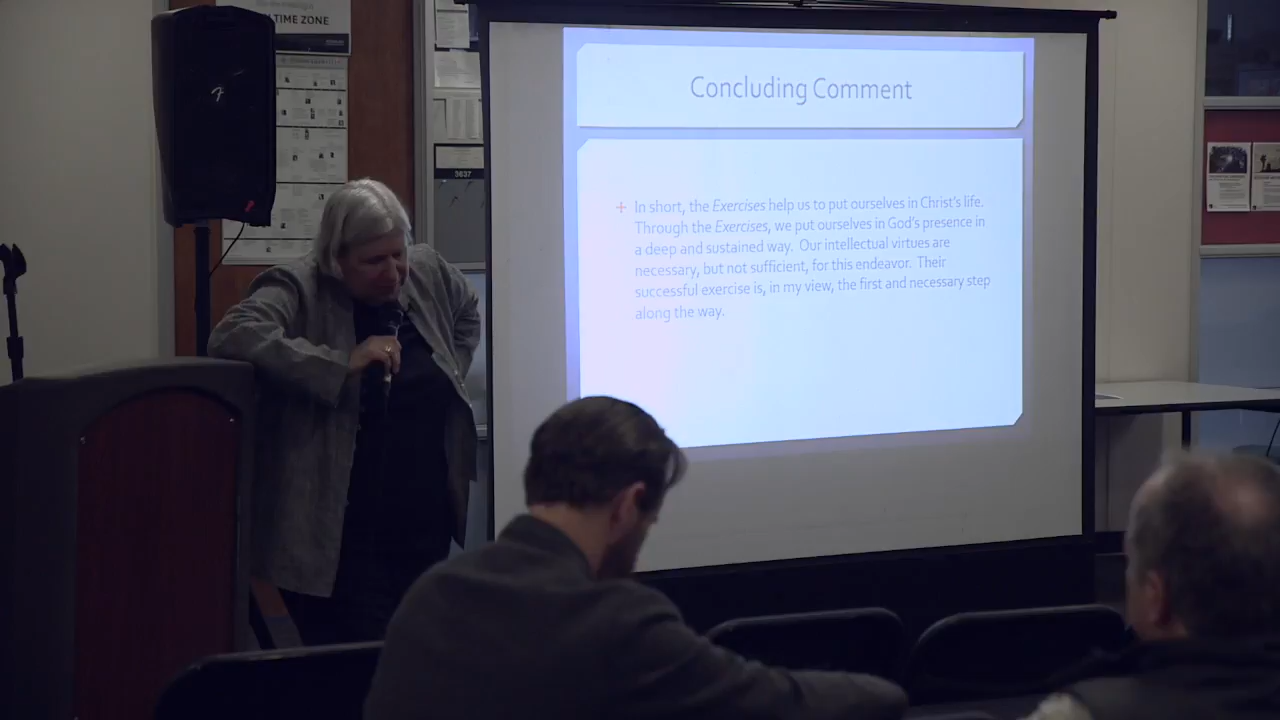 TIME ZONE
5637
Concluding Comment
In short, the Exercises help us to put ourselves in Christ's life.
Through the Exercises, we put ourselves in God's presence in
a deep and sustained way. Our intellectual virtues are
necessary, but not sufficient, for this endeavor. Their
successful exercise is, in my view, the first and necessary step
along the way.